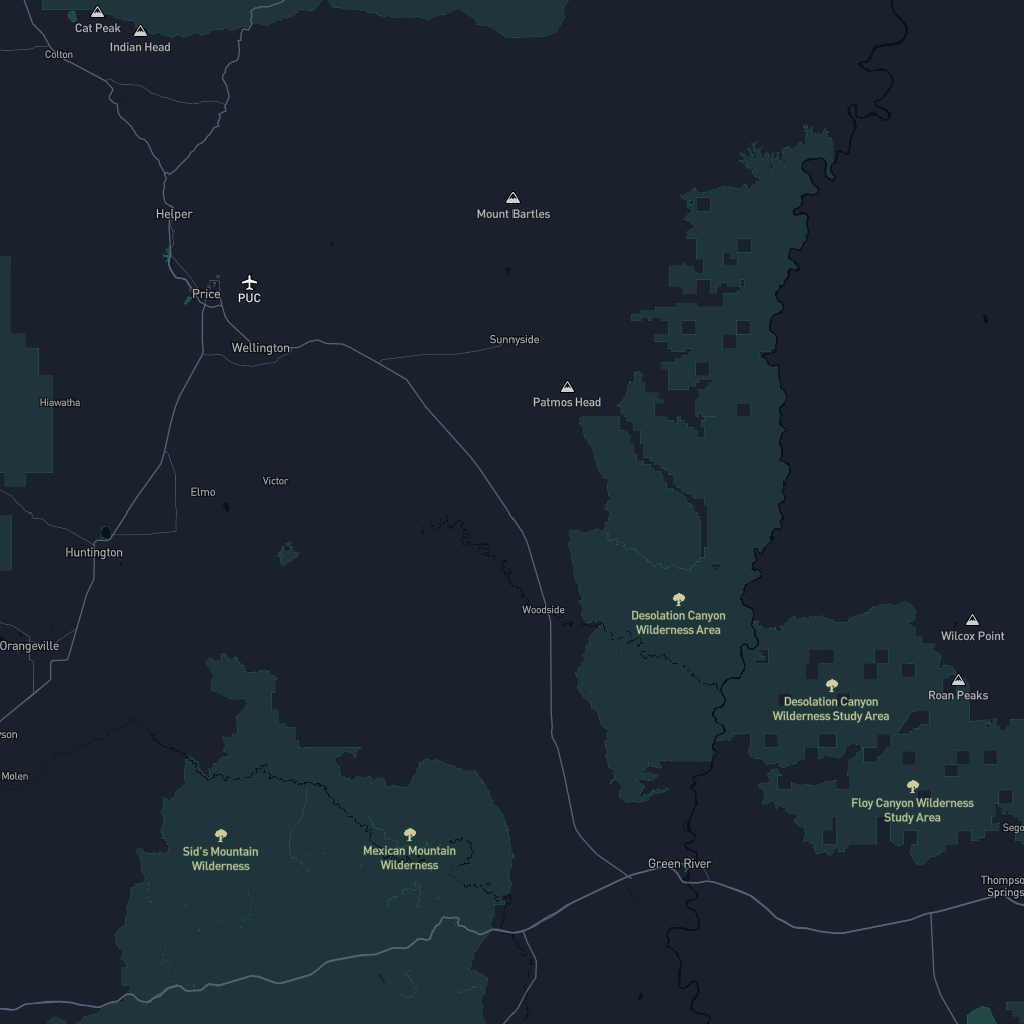 Cat Peak
Indian Head
Colton
Helper
Mount Bartles
Price
PUC
Wellington
Sunnyside
Patmos Head
Hiawatha
Victor
Elmo
Huntington
Woodside
Desolation Canyon
Wilderness Area
Wilcox Point
Orangeville
Roan Peaks
Desolation Canyon
Wilderness Study Area
son
Molen
Floy Canyon Wilderness
Study Area
Sego
Sid's Mountain
Wilderness
Mexican Mountain
Wilderness
Green River
Thompso
Springs